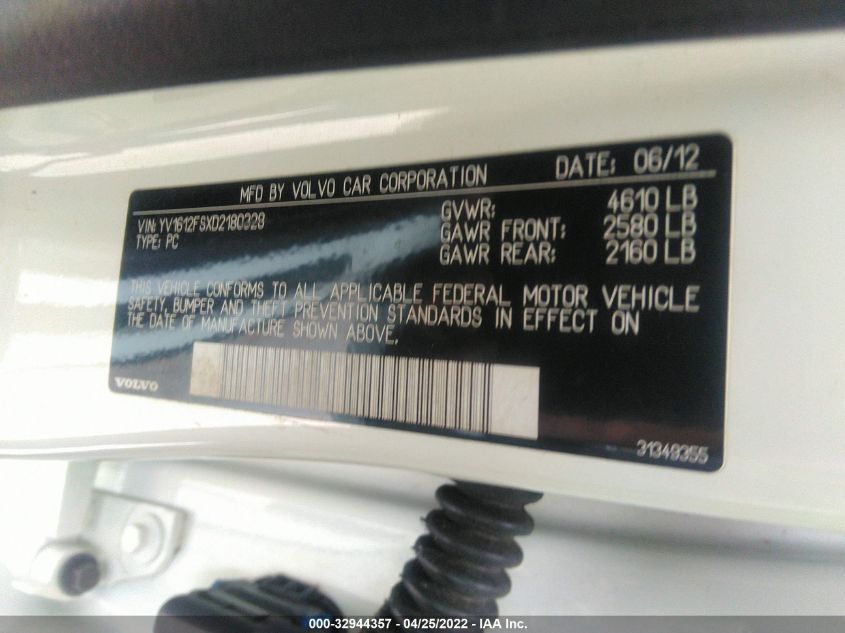 MFD BY VOLVO CAR CORPORATION DATE: 06/12
VIN: YV1612FSXD2180328
TYPE: PC
GVWR: 4610 LB
GAWR FRONT: 2580 LB
GAWR REAR: 2160 LB
THIS VEHICLE CONFORMS TO ALL APPLICABLE FEDERAL MOTOR VEHICLE
SAFETY, BUMPER AND THEFT PREVENTION STANDARDS IN EFFECT ON
THE DATE OF MANUFACTURE SHOWN ABOVE.
VOLVO
31349355
000-32944357 - 04/25/2022 - IAA Inc.